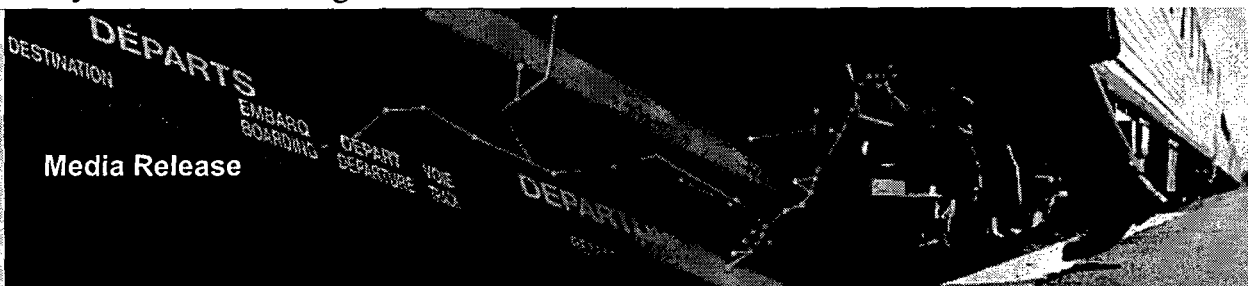 DÉPARTS
DESTINATION
EMBARQ
BOARDING
DÉPART
DEPARTURE
VOIE
Media Release